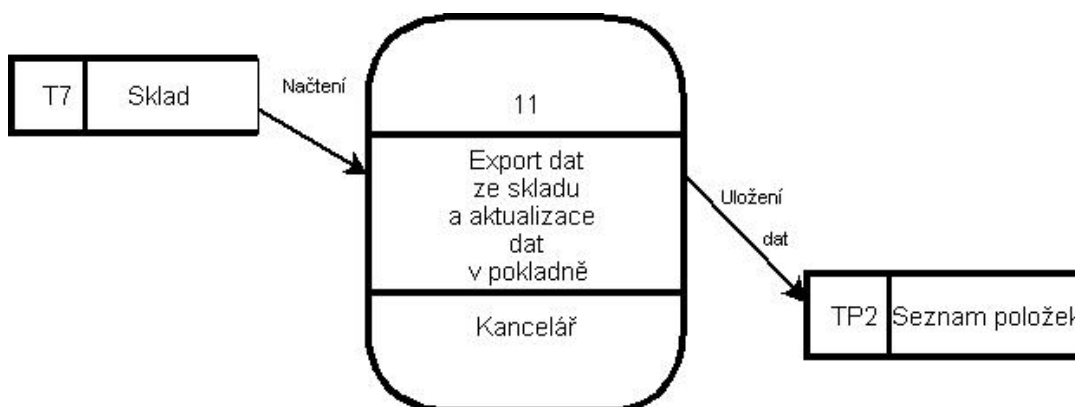 T7 Sklad
Načtení
11
Export dat
ze skladu
a aktualizace
dat
v pokladně
Kancelář
Uložení
dat
TP2 Seznam položek